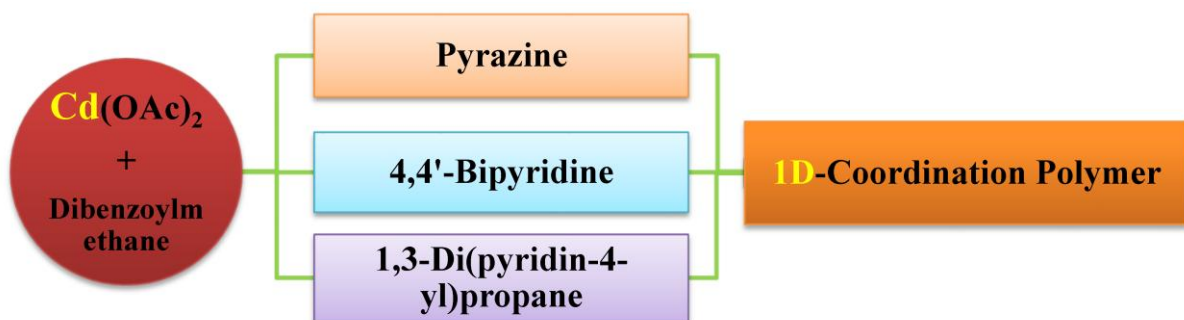 Cd(OAc)₂
+
Dibenzoylm
ethane
Pyrazine
4,4'-Bipyridine
1,3-Di(pyridin-4-
yl)propane
1D-Coordination Polymer